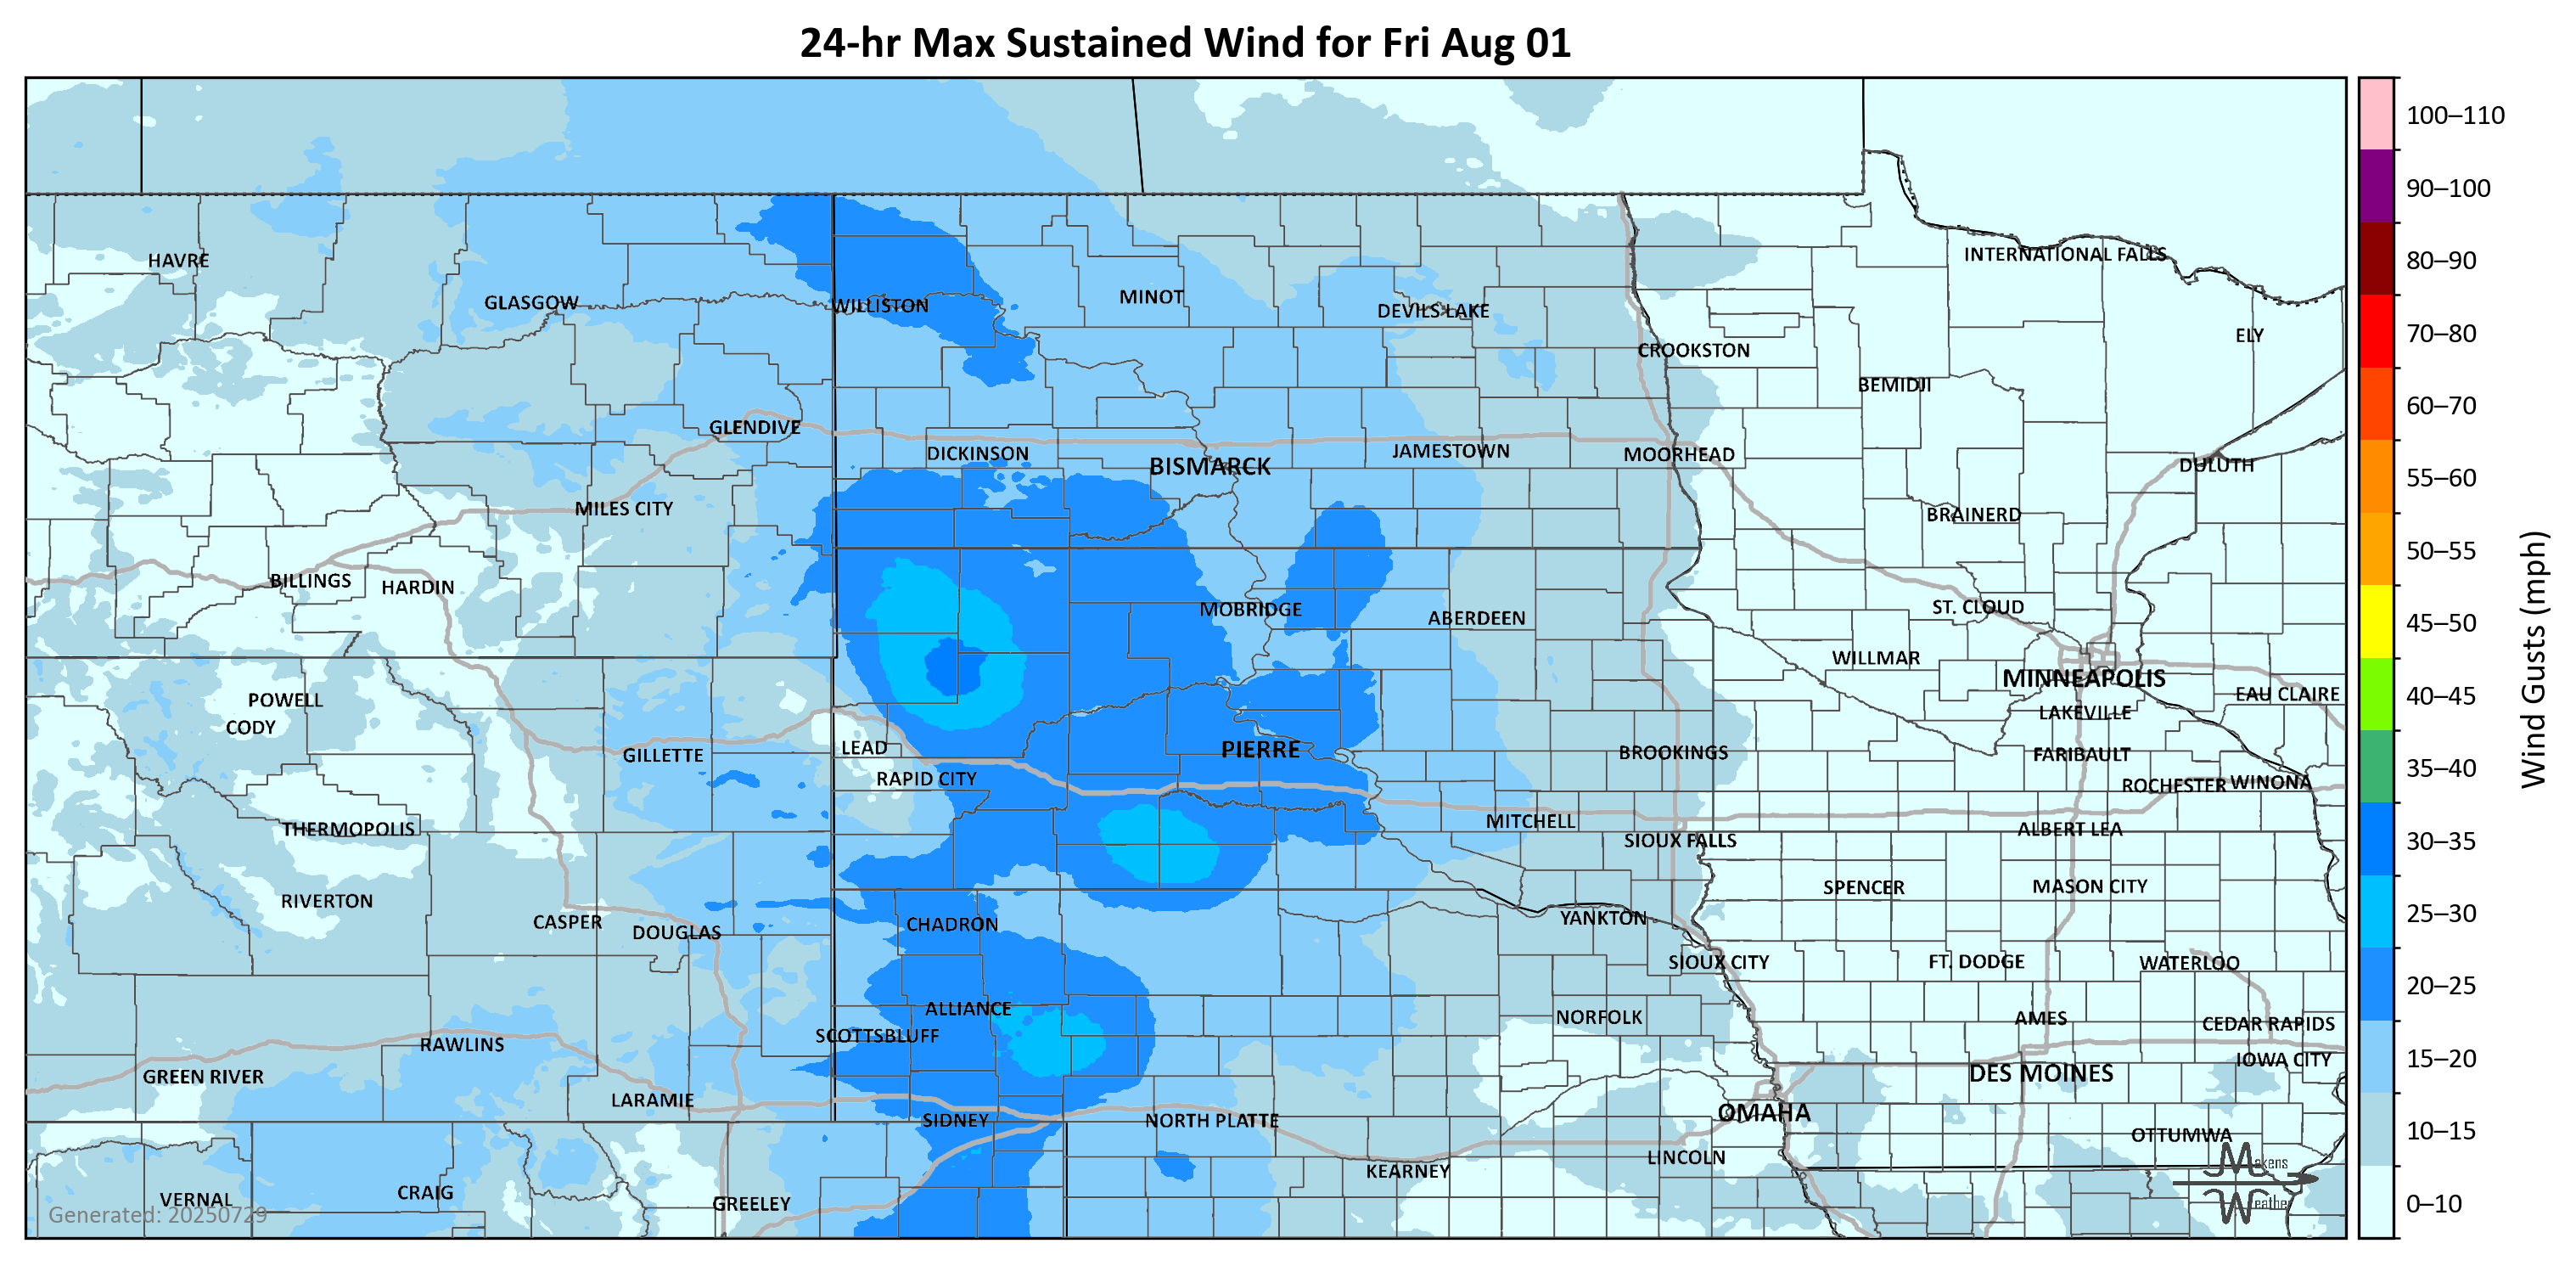 24-hr Max Sustained Wind for Fri Aug 01
100–110
90–100
80–90
70–80
60–70
55–60
50–55
45–50
40–45
35–40
30–35
25–30
20–25
15–20
10–15
0–10
Wind Gusts (mph)
HAVRE
INTERNATIONAL FALLS
GLASGOW
WILLISTON
MINOT
DEVILS LAKE
ELY
CROOKSTON
BEMIDJI
GLENDIVE
DICKINSON
BISMARCK
JAMESTOWN
MOORHEAD
DULUTH
MILES CITY
BRAINERD
BILLINGS
HARDIN
MOBRIDGE
ABERDEEN
ST. CLOUD
WILLMAR
MINNEAPOLIS
EAU CLAIRE
POWELL
CODY
LAKEVILLE
GILLETTE
LEAD
PIERRE
BROOKINGS
FARIBAULT
RAPID CITY
ROCHESTER
WINONA
THERMOPOLIS
MITCHELL
SIOUX FALLS
ALBERT LEA
RIVERTON
SPENCER
MASON CITY
CASPER
DOUGLAS
CHADRON
YANKTON
SIOUX CITY
FT. DODGE
WATERLOO
ALLIANCE
SCOTTSBLUFF
NORFOLK
AMES
CEDAR RAPIDS
RAWLINS
IOWA CITY
GREEN RIVER
DES MOINES
LARAMIE
SIDNEY
NORTH PLATTE
OMAHA
OTTUMWA
KEARNEY
LINCOLN
VERNAL
CRAIG
GREELEY
Generated: 20250729
Makens
Weather